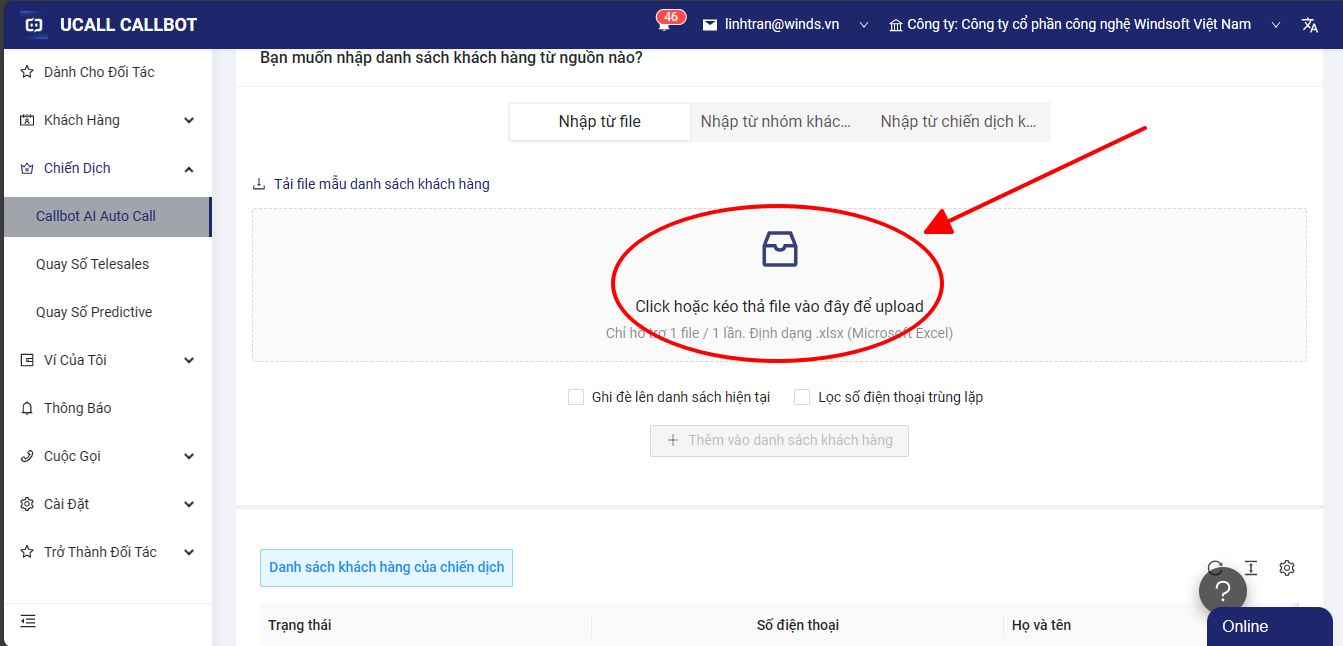 UCALL CALLBOT
46
linhtran@winds.vn
Công ty: Công ty cổ phần công nghệ Windsoft Việt Nam
Dành Cho Đối Tác
Khách Hàng
Chiến Dịch
Callbot AI Auto Call
Quay Số Telesales
Quay Số Predictive
Ví Của Tôi
Thông Báo
Cuộc Gọi
Cài Đặt
Trở Thành Đối Tác
Bạn muốn nhập danh sách khách hàng từ nguồn nào?
Nhập từ file
Nhập từ nhóm khác...
Nhập từ chiến dịch k...
Tải file mẫu danh sách khách hàng
Click hoặc kéo thả file vào đây để upload
Chỉ hỗ trợ 1 file / 1 lần. Định dạng .xlsx (Microsoft Excel)
Ghi đè lên danh sách hiện tại
Lọc số điện thoại trùng lặp
+ Thêm vào danh sách khách hàng
Danh sách khách hàng của chiến dịch
Trạng thái
Số điện thoại
Họ và tên
?
Online